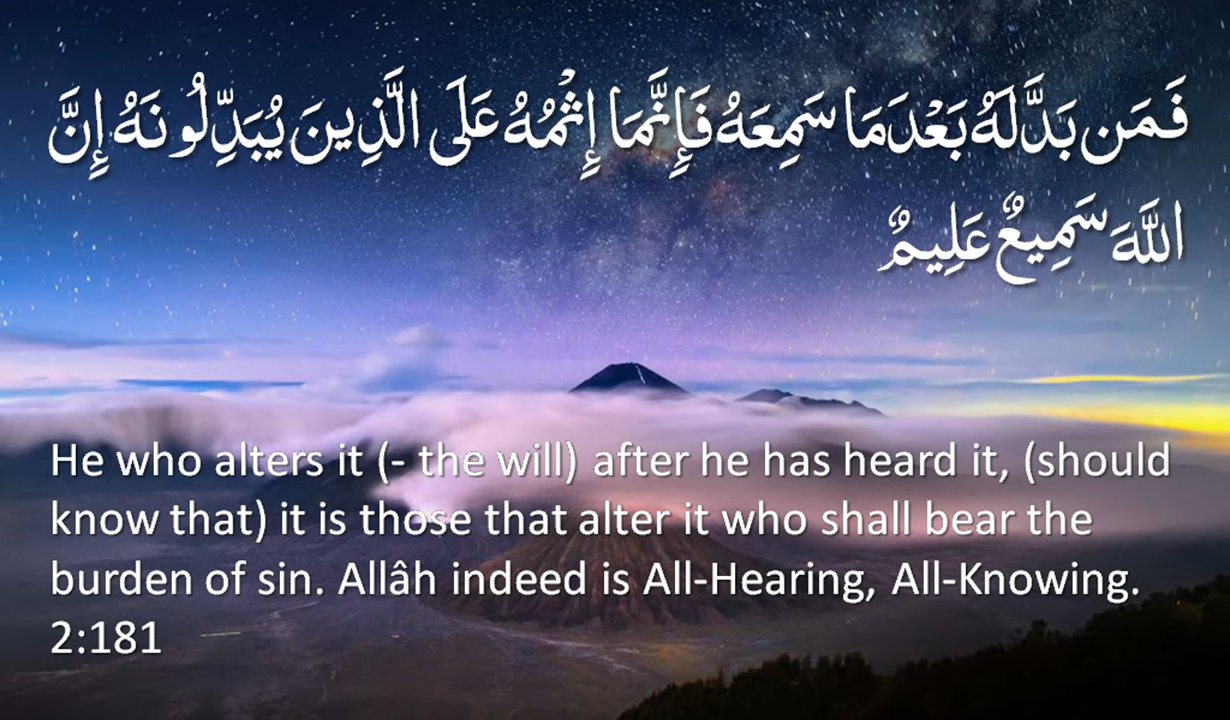 فَمَن بَدَّلَهُ بَعْدَمَا سَمِعَهُ فَإِنَّمَا إِثْمُهُ عَلَى الَّذِينَ يُبَدِّلُونَهُ إِنَّ
اللَّهَ سَمِيعٌ عَلِيمٌ
He who alters it (- the will) after he has heard it, (should
know that) it is those that alter it who shall bear the
burden of sin. Allâh indeed is All-Hearing, All-Knowing.
2:181